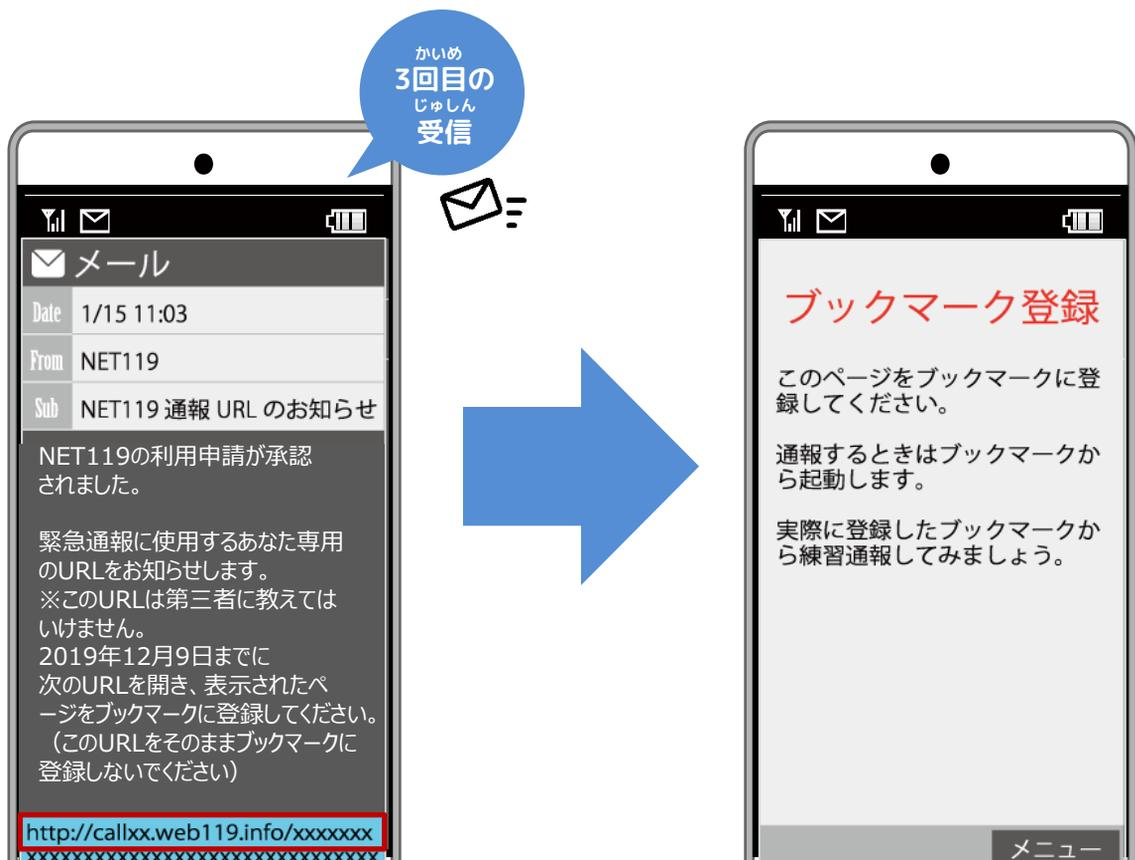 かいめ
3回目の
じゅしん
受信
メール
Date 1/15 11:03
From NET119
Sub NET119 通報 URL のお知らせ
NET119の利用申請が承認
されました。
緊急通報に使用するあなた専用
のURLをお知らせします。
※このURLは第三者に教えては
いけません。
2019年12月9日までに
次のURLを開き、表示されたペ
ージをブックマークに登録してください。
（このURLをそのままブックマークに
登録しないでください）
http://callxx.web119.info/xxxxxxx
xxxxxxxxxxxxxxxxxxxxxxxxxxxxxx
ブックマーク登録
このページをブックマークに登
録してください。
通報するときはブックマークか
ら起動します。
実際に登録したブックマークか
ら練習通報してみましょう。
メニュー